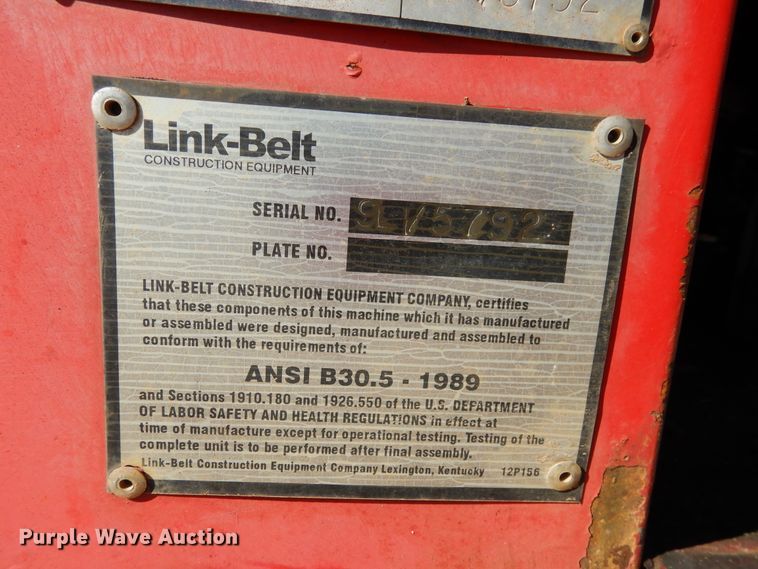 Link-Belt
CONSTRUCTION EQUIPMENT
SERIAL NO.
PLATE NO.
LINK-BELT CONSTRUCTION EQUIPMENT COMPANY, certifies
that these components of this machine which it has manufactured
or assembled were designed, manufactured and assembled to
conform with the requirements of:
ANSI B30.5 - 1989
and Sections 1910.180 and 1926.550 of the U.S. DEPARTMENT
OF LABOR SAFETY AND HEALTH REGULATIONS in effect at
time of manufacture except for operational testing. Testing of the
complete unit is to be performed after final assembly.
Link-Belt Construction Equipment Company Lexington, Kentucky 12P156
Purple Wave Auction